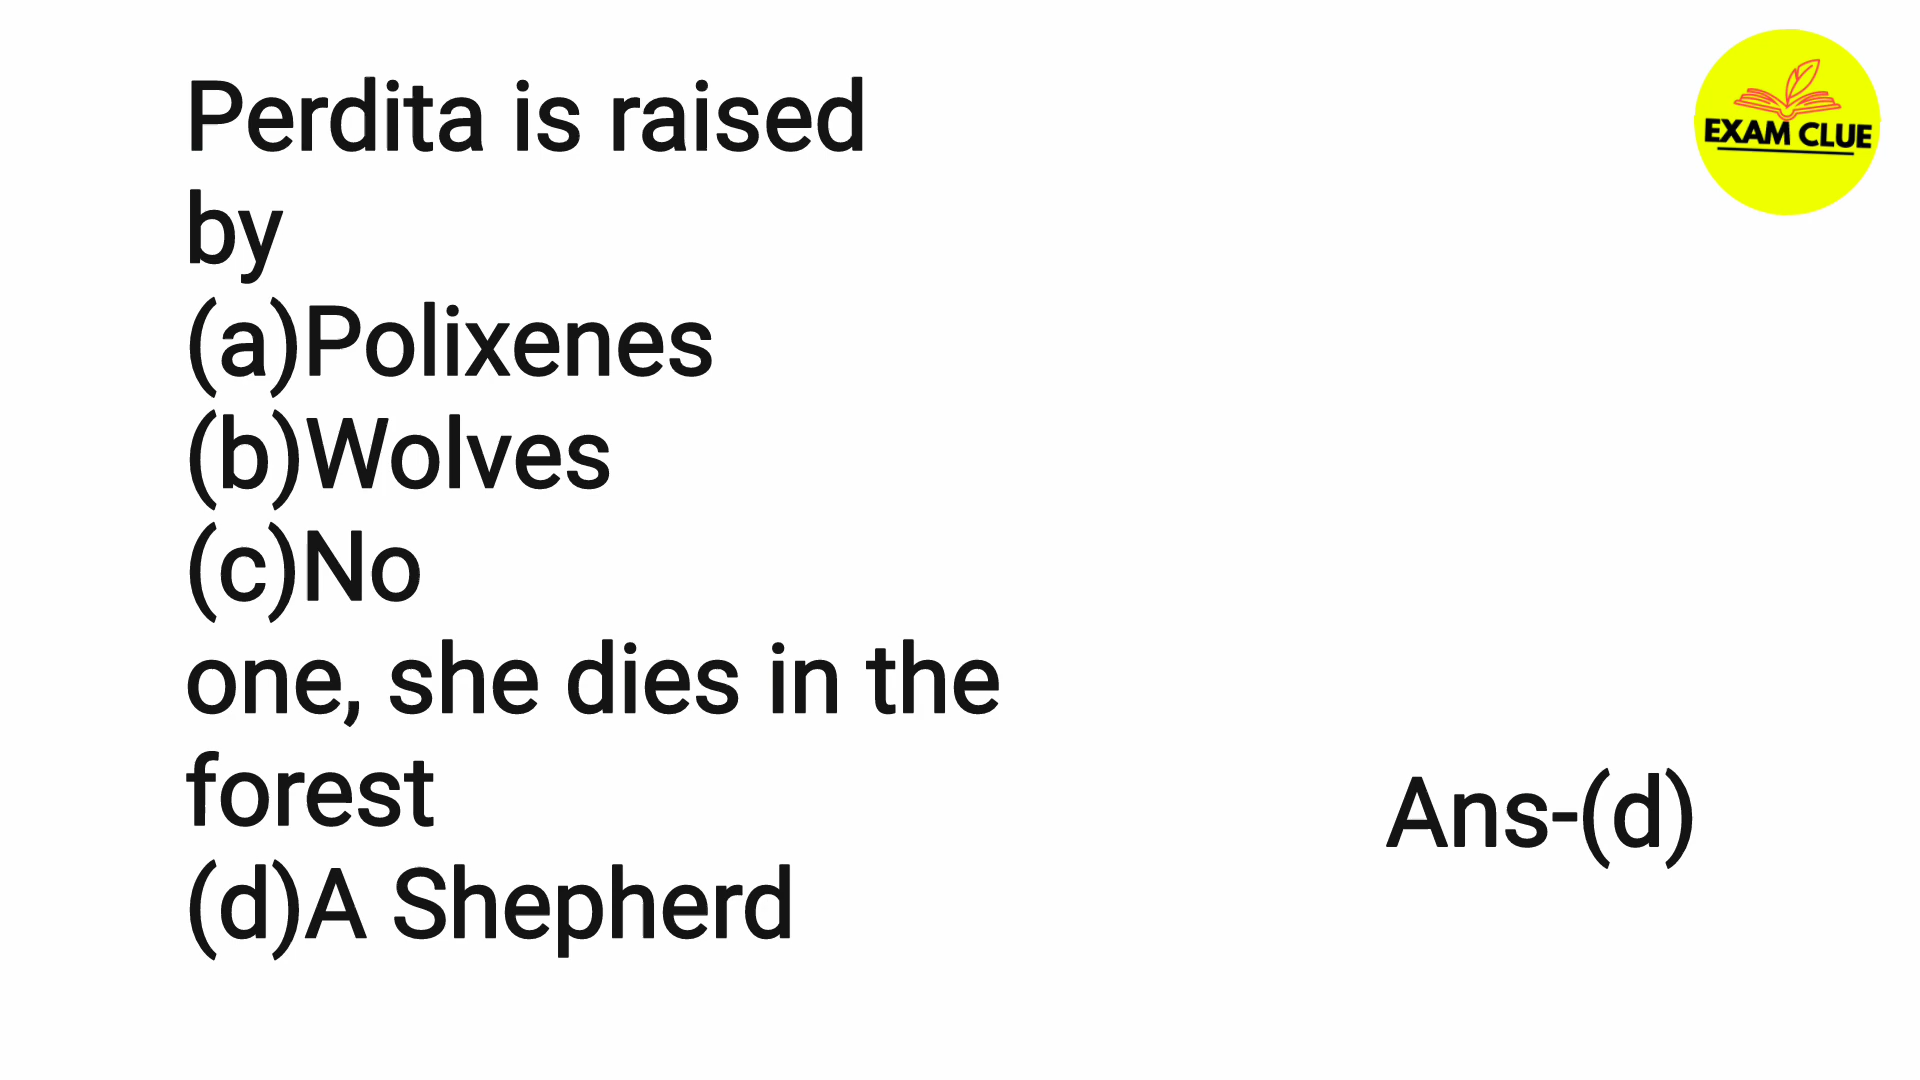 Perdita is raised
by
(a)Polixenes
(b)Wolves
(c)No
one, she dies in the
forest
(d)A Shepherd
Ans-(d)
EXAM CLUE